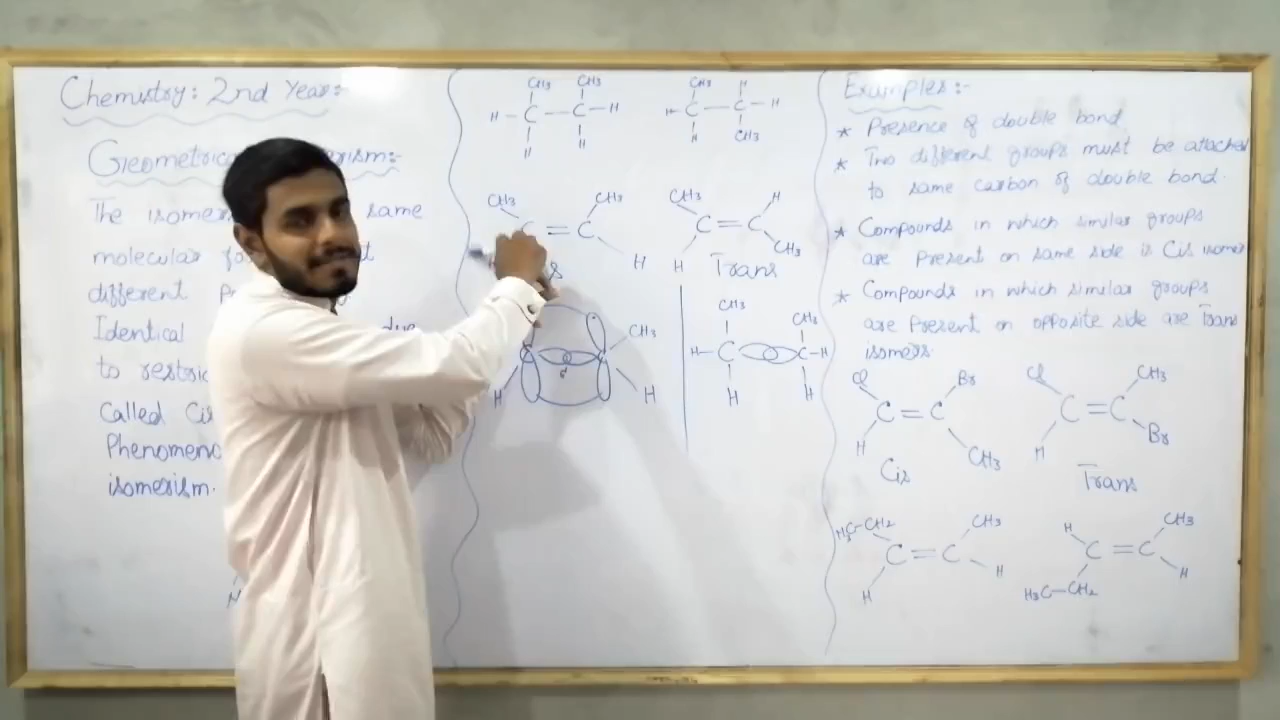 Chemistry: 2nd Year:-
The same
molecular
different
Identical due
to
Called
isomerism.
CH3 CH3
H - C - C - H
H H
CH3 H
H - C - C - H
H CH3
CH3 CH3
C = C
H
CH3 H
C = C
H CH3
Trans
CH3
C C
H H
CH3 CH3
H - C C - H
H H
Examples:-
* Presence of double bond
* Two different groups must be attached
to same carbon of double bond.
* Compounds in which similar groups
are Present on same side is Cis isomer
* Compounds in which similar groups
are Present on opposite side are Trans
isomers.
Cl Br
C = C
H CH3
Cis
Cl CH3
C = C
H Br
Trans
H3C-CH2 CH3
C = C
H H
H CH3
C = C
H3C-CH2 H